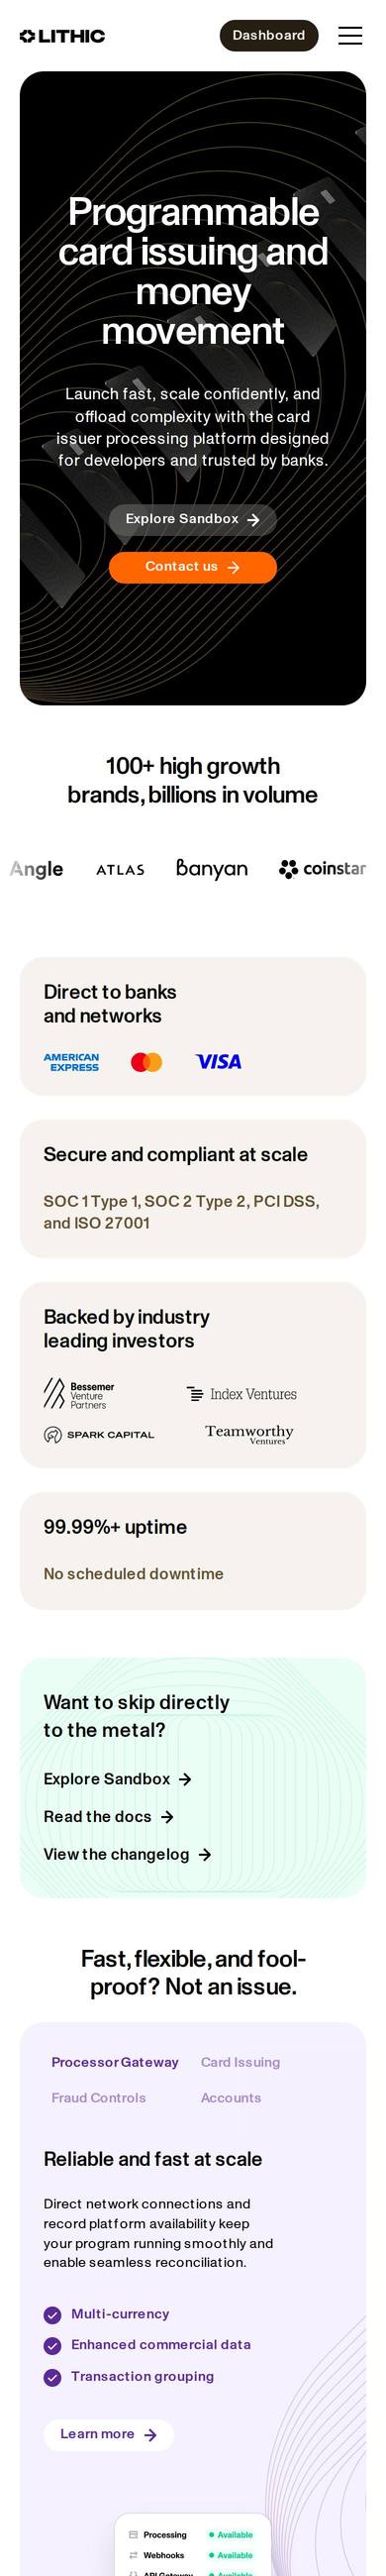 LITHIC
Dashboard
Programmable
card issuing and
money
movement
Launch fast, scale confidently, and
offload complexity with the card
issuer processing platform designed
for developers and trusted by banks.
Explore Sandbox
Contact us
100+ high growth
brands, billions in volume
Angle ATLAS banyan coinstar
Direct to banks
and networks
AMERICAN
EXPRESS
VISA
Secure and compliant at scale
SOC 1 Type 1, SOC 2 Type 2, PCI DSS,
and ISO 27001
Backed by industry
leading investors
Bessemer
Venture
Partners
Index Ventures
SPARK CAPITAL
Teamworthy
Ventures
99.99%+ uptime
No scheduled downtime
Want to skip directly
to the metal?
Explore Sandbox
Read the docs
View the changelog
Fast, flexible, and fool-
proof? Not an issue.
Processor Gateway Card Issuing
Fraud Controls Accounts
Reliable and fast at scale
Direct network connections and
record platform availability keep
your program running smoothly and
enable seamless reconciliation.
Multi-currency
Enhanced commercial data
Transaction grouping
Learn more
Processing Available
Webhooks Available
API Gateway Available